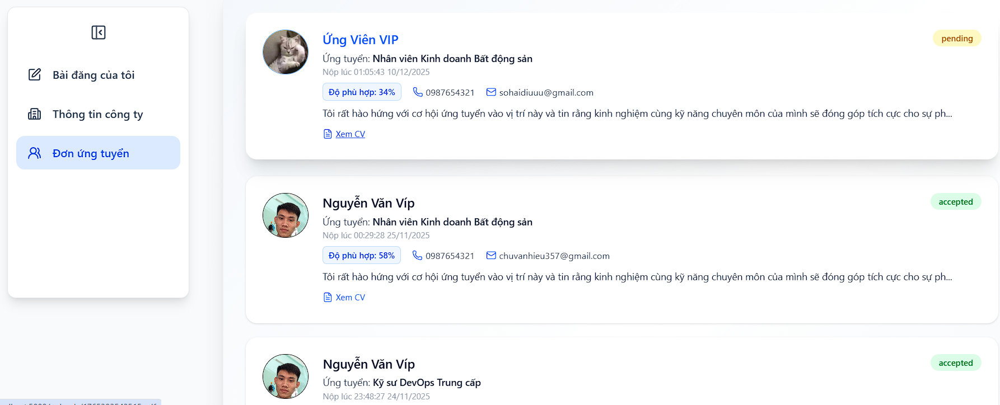 Bài đăng của tôi
Thông tin công ty
Đơn ứng tuyển
Ứng Viên VIP
pending
Ứng tuyển: Nhân viên Kinh doanh Bất động sản
Nộp lúc 01:05:43 10/12/2025
Độ phù hợp: 34% 0987654321 sohaidiuuu@gmail.com
Tôi rất hào hứng với cơ hội ứng tuyển vào vị trí này và tin rằng kinh nghiệm cùng kỹ năng chuyên môn của mình sẽ đóng góp tích cực cho sự ph...
Xem CV
Nguyễn Văn Víp
accepted
Ứng tuyển: Nhân viên Kinh doanh Bất động sản
Nộp lúc 00:29:28 25/11/2025
Độ phù hợp: 58% 0987654321 chuvanhieu357@gmail.com
Tôi rất hào hứng với cơ hội ứng tuyển vào vị trí này và tin rằng kinh nghiệm cùng kỹ năng chuyên môn của mình sẽ đóng góp tích cực cho sự ph...
Xem CV
Nguyễn Văn Víp
accepted
Ứng tuyển: Kỹ sư DevOps Trung cấp
Nộp lúc 23:48:27 24/11/2025